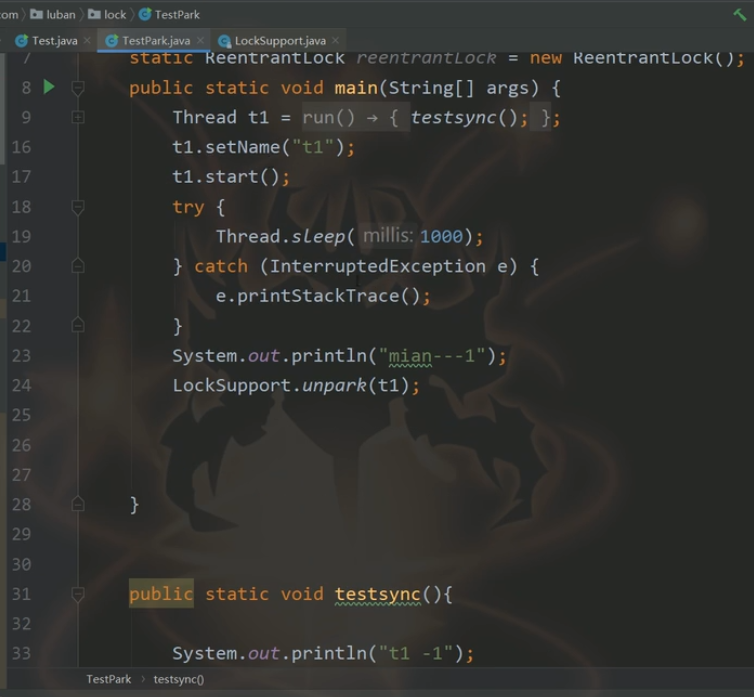 com > luban > lock > TestPark
Test.java × TestPark.java × LockSupport.java ×
7 static ReentrantLock reentrantLock = new ReentrantLock();
8 public static void main(String[] args) {
9 Thread t1 = run() → { testsync(); };
16 t1.setName("t1");
17 t1.start();
18 try {
19 Thread.sleep( millis: 1000);
20 } catch (InterruptedException e) {
21 e.printStackTrace();
22 }
23 System.out.println("mian---1");
24 LockSupport.unpark(t1);
25
26
27
28 }
29
30
31 public static void testsync(){
32
33 System.out.println("t1 -1");
TestPark > testsync()